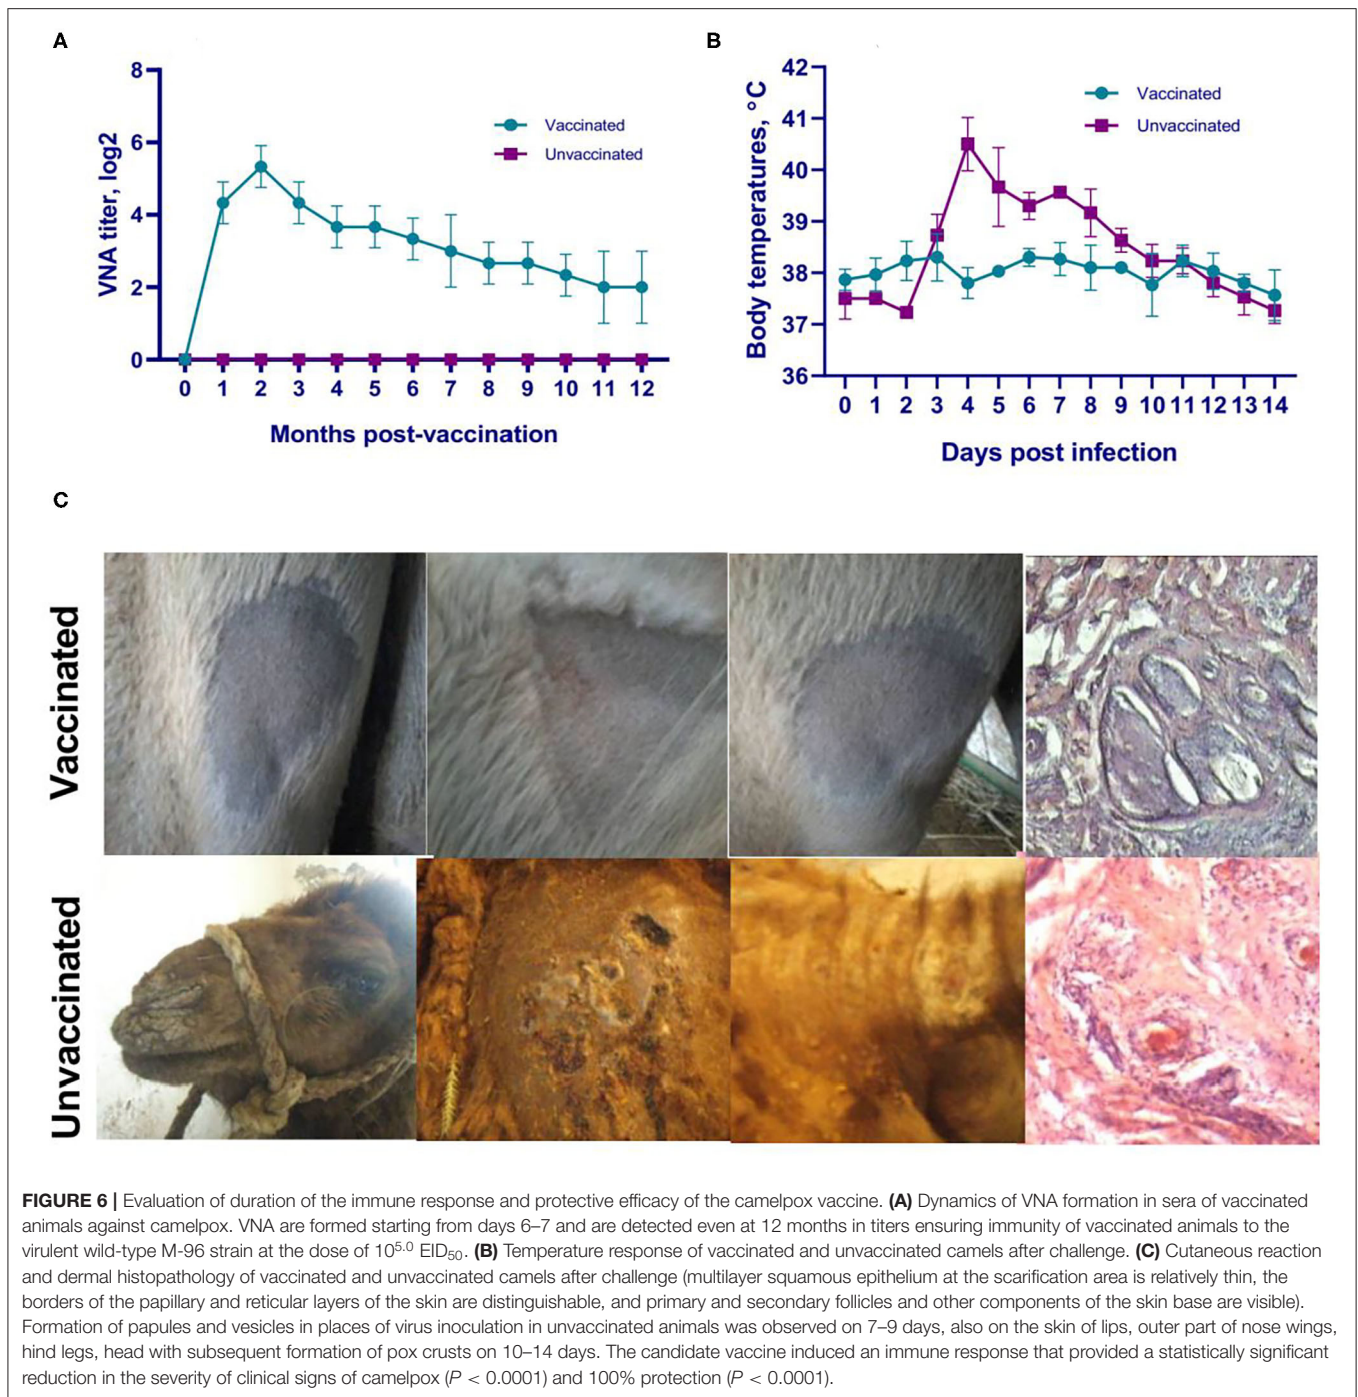 A
B
8
6
4
2
0
VNA titer, log2
Vaccinated
Unvaccinated
0 1 2 3 4 5 6 7 8 9 10 11 12
Months post-vaccination
42
41
40
39
38
37
36
Body temperatures, °C
Vaccinated
Unvaccinated
0 1 2 3 4 5 6 7 8 9 10 11 12 13 14
Days post infection
C
Vaccinated
Unvaccinated
FIGURE 6 | Evaluation of duration of the immune response and protective efficacy of the camelpox vaccine. (A) Dynamics of VNA formation in sera of vaccinated
animals against camelpox. VNA are formed starting from days 6–7 and are detected even at 12 months in titers ensuring immunity of vaccinated animals to the
virulent wild-type M-96 strain at the dose of 10^5.0 EID₅₀. (B) Temperature response of vaccinated and unvaccinated camels after challenge. (C) Cutaneous reaction
and dermal histopathology of vaccinated and unvaccinated camels after challenge (multilayer squamous epithelium at the scarification area is relatively thin, the
borders of the papillary and reticular layers of the skin are distinguishable, and primary and secondary follicles and other components of the skin base are visible).
Formation of papules and vesicles in places of virus inoculation in unvaccinated animals was observed on 7–9 days, also on the skin of lips, outer part of nose wings,
hind legs, head with subsequent formation of pox crusts on 10–14 days. The candidate vaccine induced an immune response that provided a statistically significant
reduction in the severity of clinical signs of camelpox (P < 0.0001) and 100% protection (P < 0.0001).